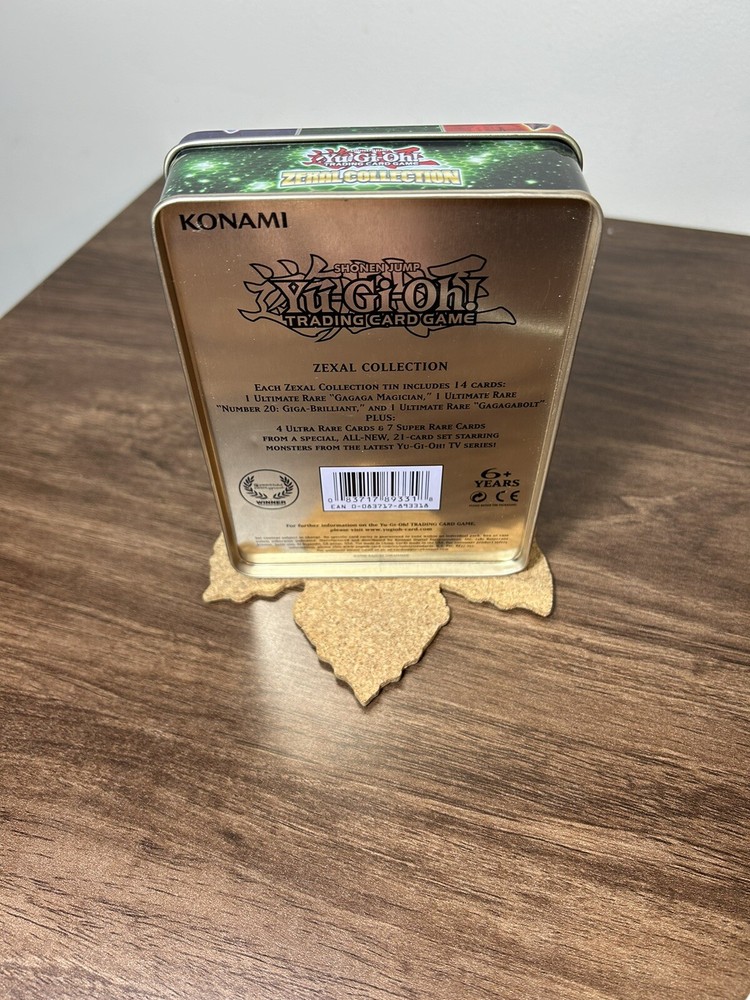 Yu-Gi-Oh!
TRADING CARD GAME
ZEXAL COLLECTION
KONAMI
SHONEN JUMP
Yu-Gi-Oh!
TRADING CARD GAME
ZEXAL COLLECTION
EACH ZEXAL COLLECTION TIN INCLUDES 14 CARDS:
1 ULTIMATE RARE "GAGAGA MAGICIAN," 1 ULTIMATE RARE
"NUMBER 20: GIGA-BRILLIANT," AND 1 ULTIMATE RARE "GAGAGABOLT"
PLUS:
4 ULTRA RARE CARDS & 7 SUPER RARE CARDS
FROM A SPECIAL, ALL-NEW, 21-CARD SET STARRING
MONSTERS FROM THE LATEST YU-GI-OH! TV SERIES!
WINNER
0 83717 89331 8
EAN 0-083717-893318
6+
YEARS
CE
For further information on the Yu-Gi-Oh! TRADING CARD GAME,
please visit www.yugioh-card.com